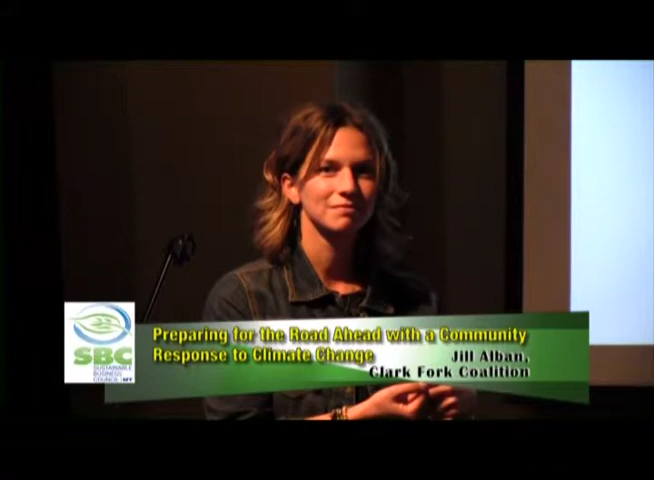 Preparing for the Road Ahead with a Community
Response to Climate Change
Jill Alban,
Clark Fork Coalition
SBC
SUSTAINABLE
BUSINESS
COUNCIL